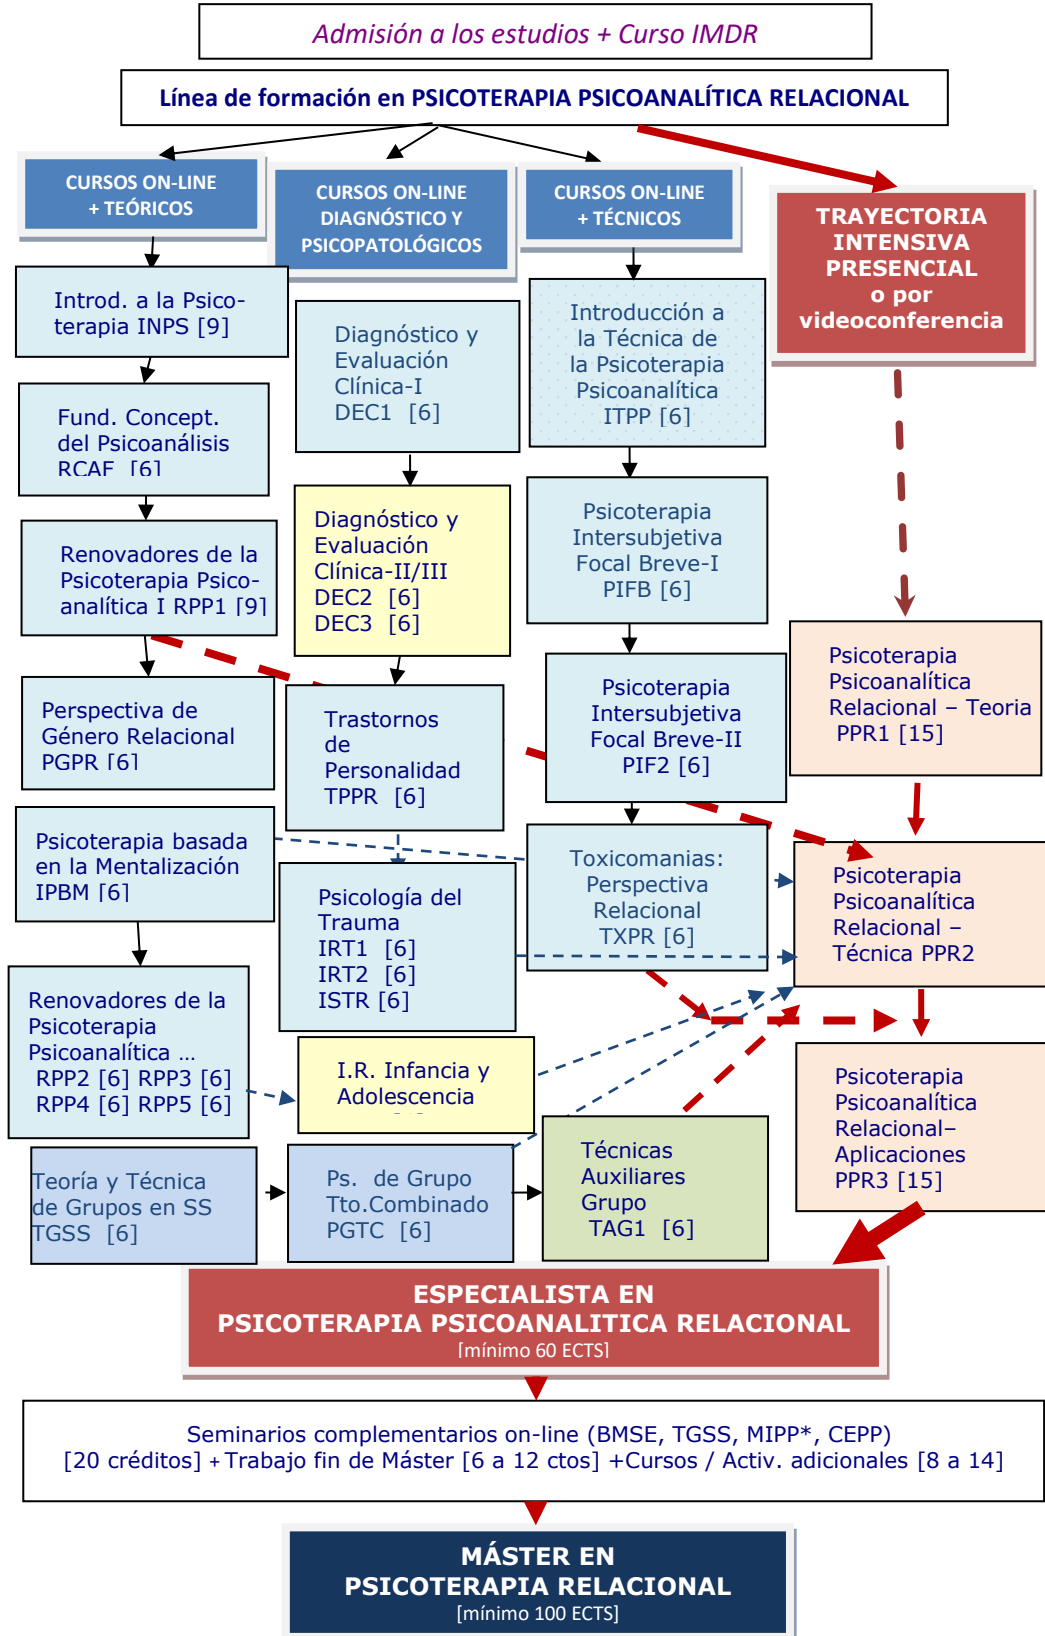 Admisión a los estudios + Curso IMDR
Línea de formación en PSICOTERAPIA PSICOANALÍTICA RELACIONAL
CURSOS ON-LINE
+ TEÓRICOS
CURSOS ON-LINE
DIAGNÓSTICO Y
PSICOPATOLÓGICOS
CURSOS ON-LINE
+ TÉCNICOS
TRAYECTORIA
INTENSIVA
PRESENCIAL
o por
videoconferencia
Introd. a la Psico-
terapia INPS [9]
Fund. Concept.
del Psicoanálisis
RCAF [6]
Renovadores de la
Psicoterapia Psico-
analítica I RPP1 [9]
Perspectiva de
Género Relacional
PGPR [6]
Psicoterapia basada
en la Mentalización
IPBM [6]
Renovadores de la
Psicoterapia
Psicoanalítica ...
RPP2 [6] RPP3 [6]
RPP4 [6] RPP5 [6]
Teoría y Técnica
de Grupos en SS
TGSS [6]
Diagnóstico y
Evaluación
Clínica-I
DEC1 [6]
Diagnóstico y
Evaluación
Clínica-II/III
DEC2 [6]
DEC3 [6]
Trastornos
de
Personalidad
TPPR [6]
Psicología del
Trauma
IRT1 [6]
IRT2 [6]
ISTR [6]
I.R. Infancia y
Adolescencia
Ps. de Grupo
Tto.Combinado
PGTC [6]
Introducción a
la Técnica de
la Psicoterapia
Psicoanalítica
ITPP [6]
Psicoterapia
Intersubjetiva
Focal Breve-I
PIFB [6]
Psicoterapia
Intersubjetiva
Focal Breve-II
PIF2 [6]
Toxicomanias:
Perspectiva
Relacional
TXPR [6]
Técnicas
Auxiliares
Grupo
TAG1 [6]
Psicoterapia
Psicoanalítica
Relacional – Teoria
PPR1 [15]
Psicoterapia
Psicoanalítica
Relacional –
Técnica PPR2
Psicoterapia
Psicoanalítica
Relacional–
Aplicaciones
PPR3 [15]
ESPECIALISTA EN
PSICOTERAPIA PSICOANALITICA RELACIONAL
[mínimo 60 ECTS]
Seminarios complementarios on-line (BMSE, TGSS, MIPP*, CEPP)
[20 créditos] + Trabajo fin de Máster [6 a 12 ctos] +Cursos / Activ. adicionales [8 a 14]
MÁSTER EN
PSICOTERAPIA RELACIONAL
[mínimo 100 ECTS]